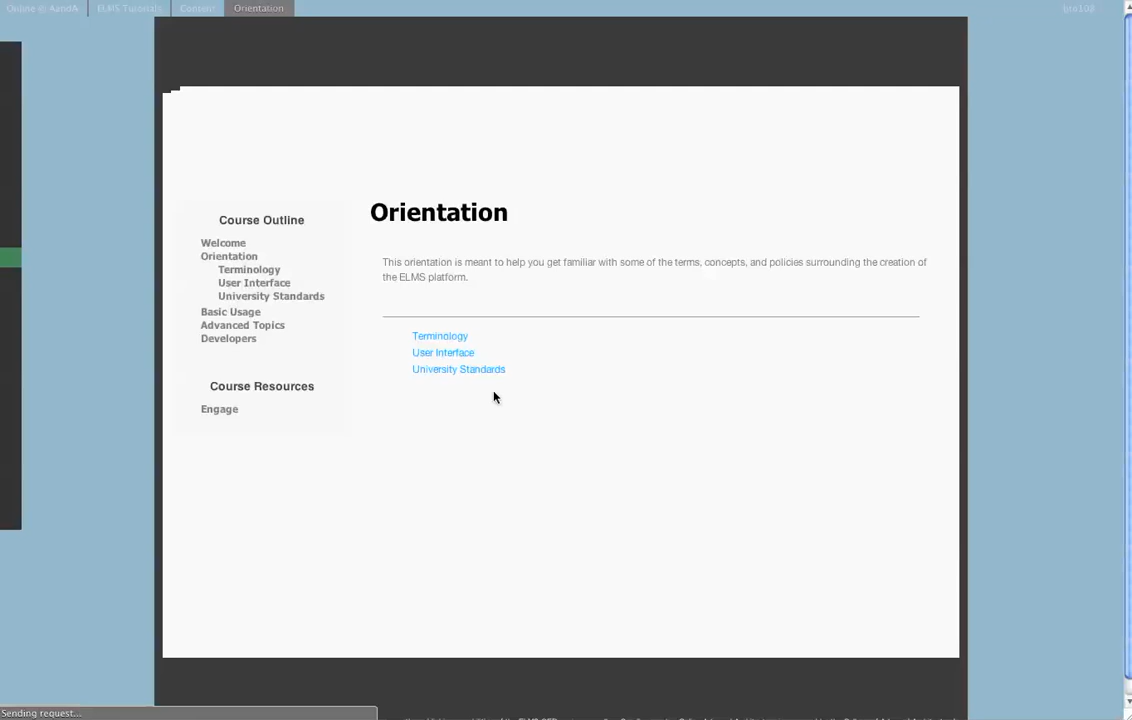 Online @ AandA
ELMS Tutorials
Content
Orientation
Course Outline
Welcome
Orientation
Terminology
User Interface
University Standards
Basic Usage
Advanced Topics
Developers
Course Resources
Engage
Orientation
This orientation is meant to help you get familiar with some of the terms, concepts, and policies surrounding the creation of
the ELMS platform.
Terminology
User Interface
University Standards
Sending request...